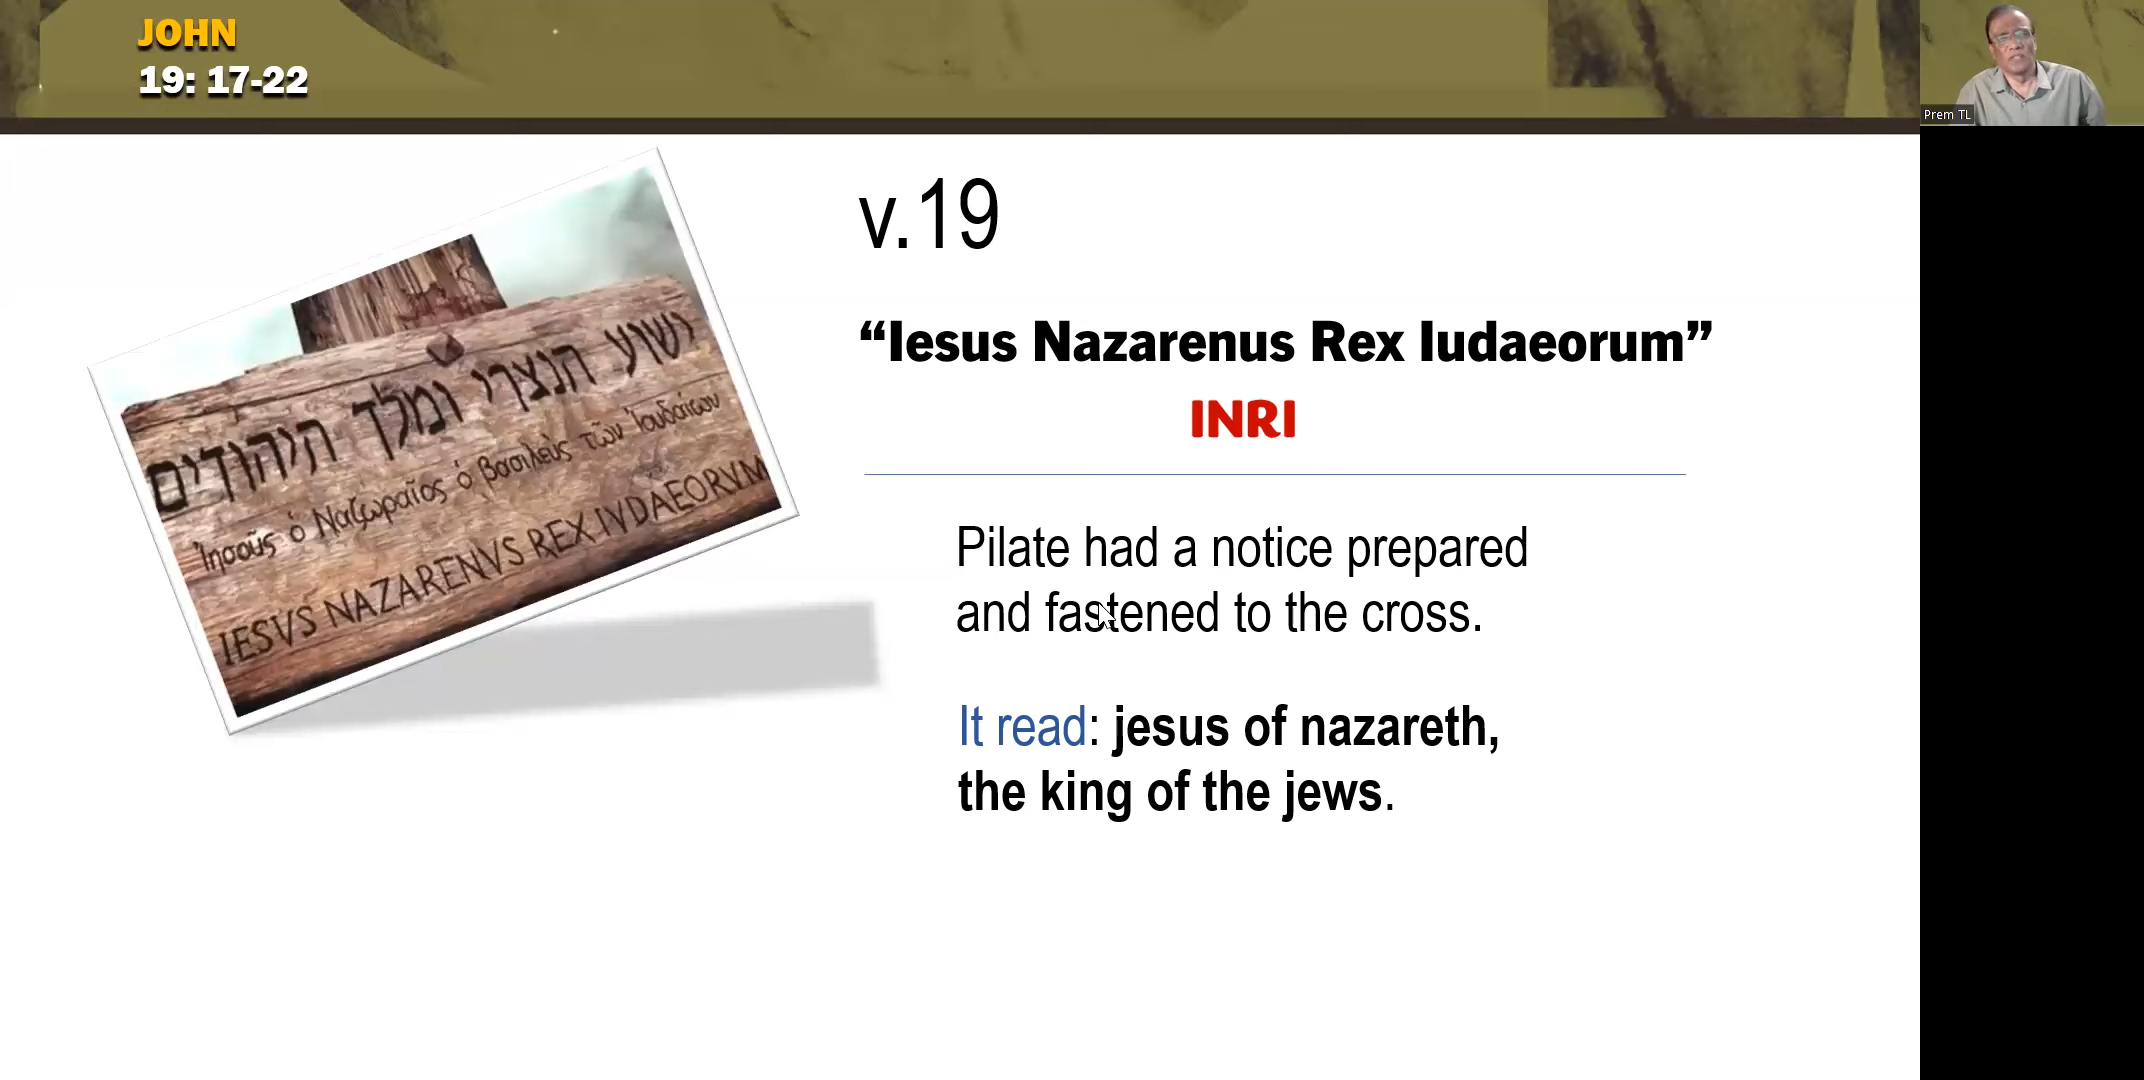 JOHN
19: 17-22
Prem TL
ישוע הנצרי ומלך היהודים
Ἰησοῦς ὁ Ναζωραῖος ὁ βασιλεὺς τῶν Ἰουδαίων
IESVS NAZARENVS REX IVDAEORVM
v.19
“Iesus Nazarenus Rex Iudaeorum”
INRI
Pilate had a notice prepared
and fastened to the cross.
It read: jesus of nazareth,
the king of the jews.